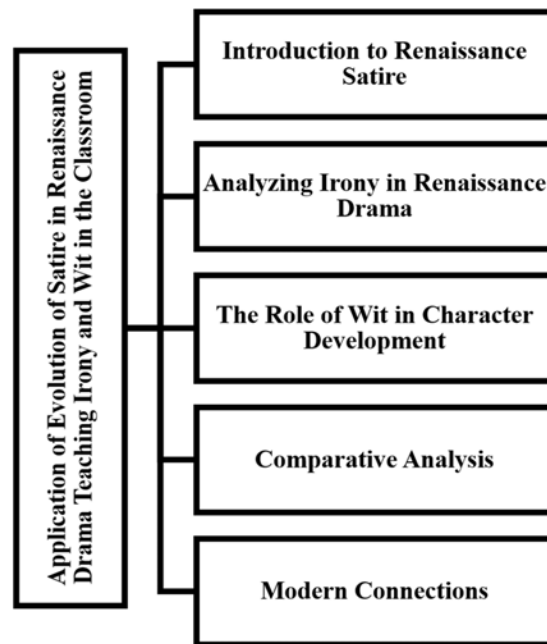 Application of Evolution of Satire in Renaissance
Drama Teaching Irony and Wit in the Classroom
Introduction to Renaissance
Satire
Analyzing Irony in Renaissance
Drama
The Role of Wit in Character
Development
Comparative Analysis
Modern Connections